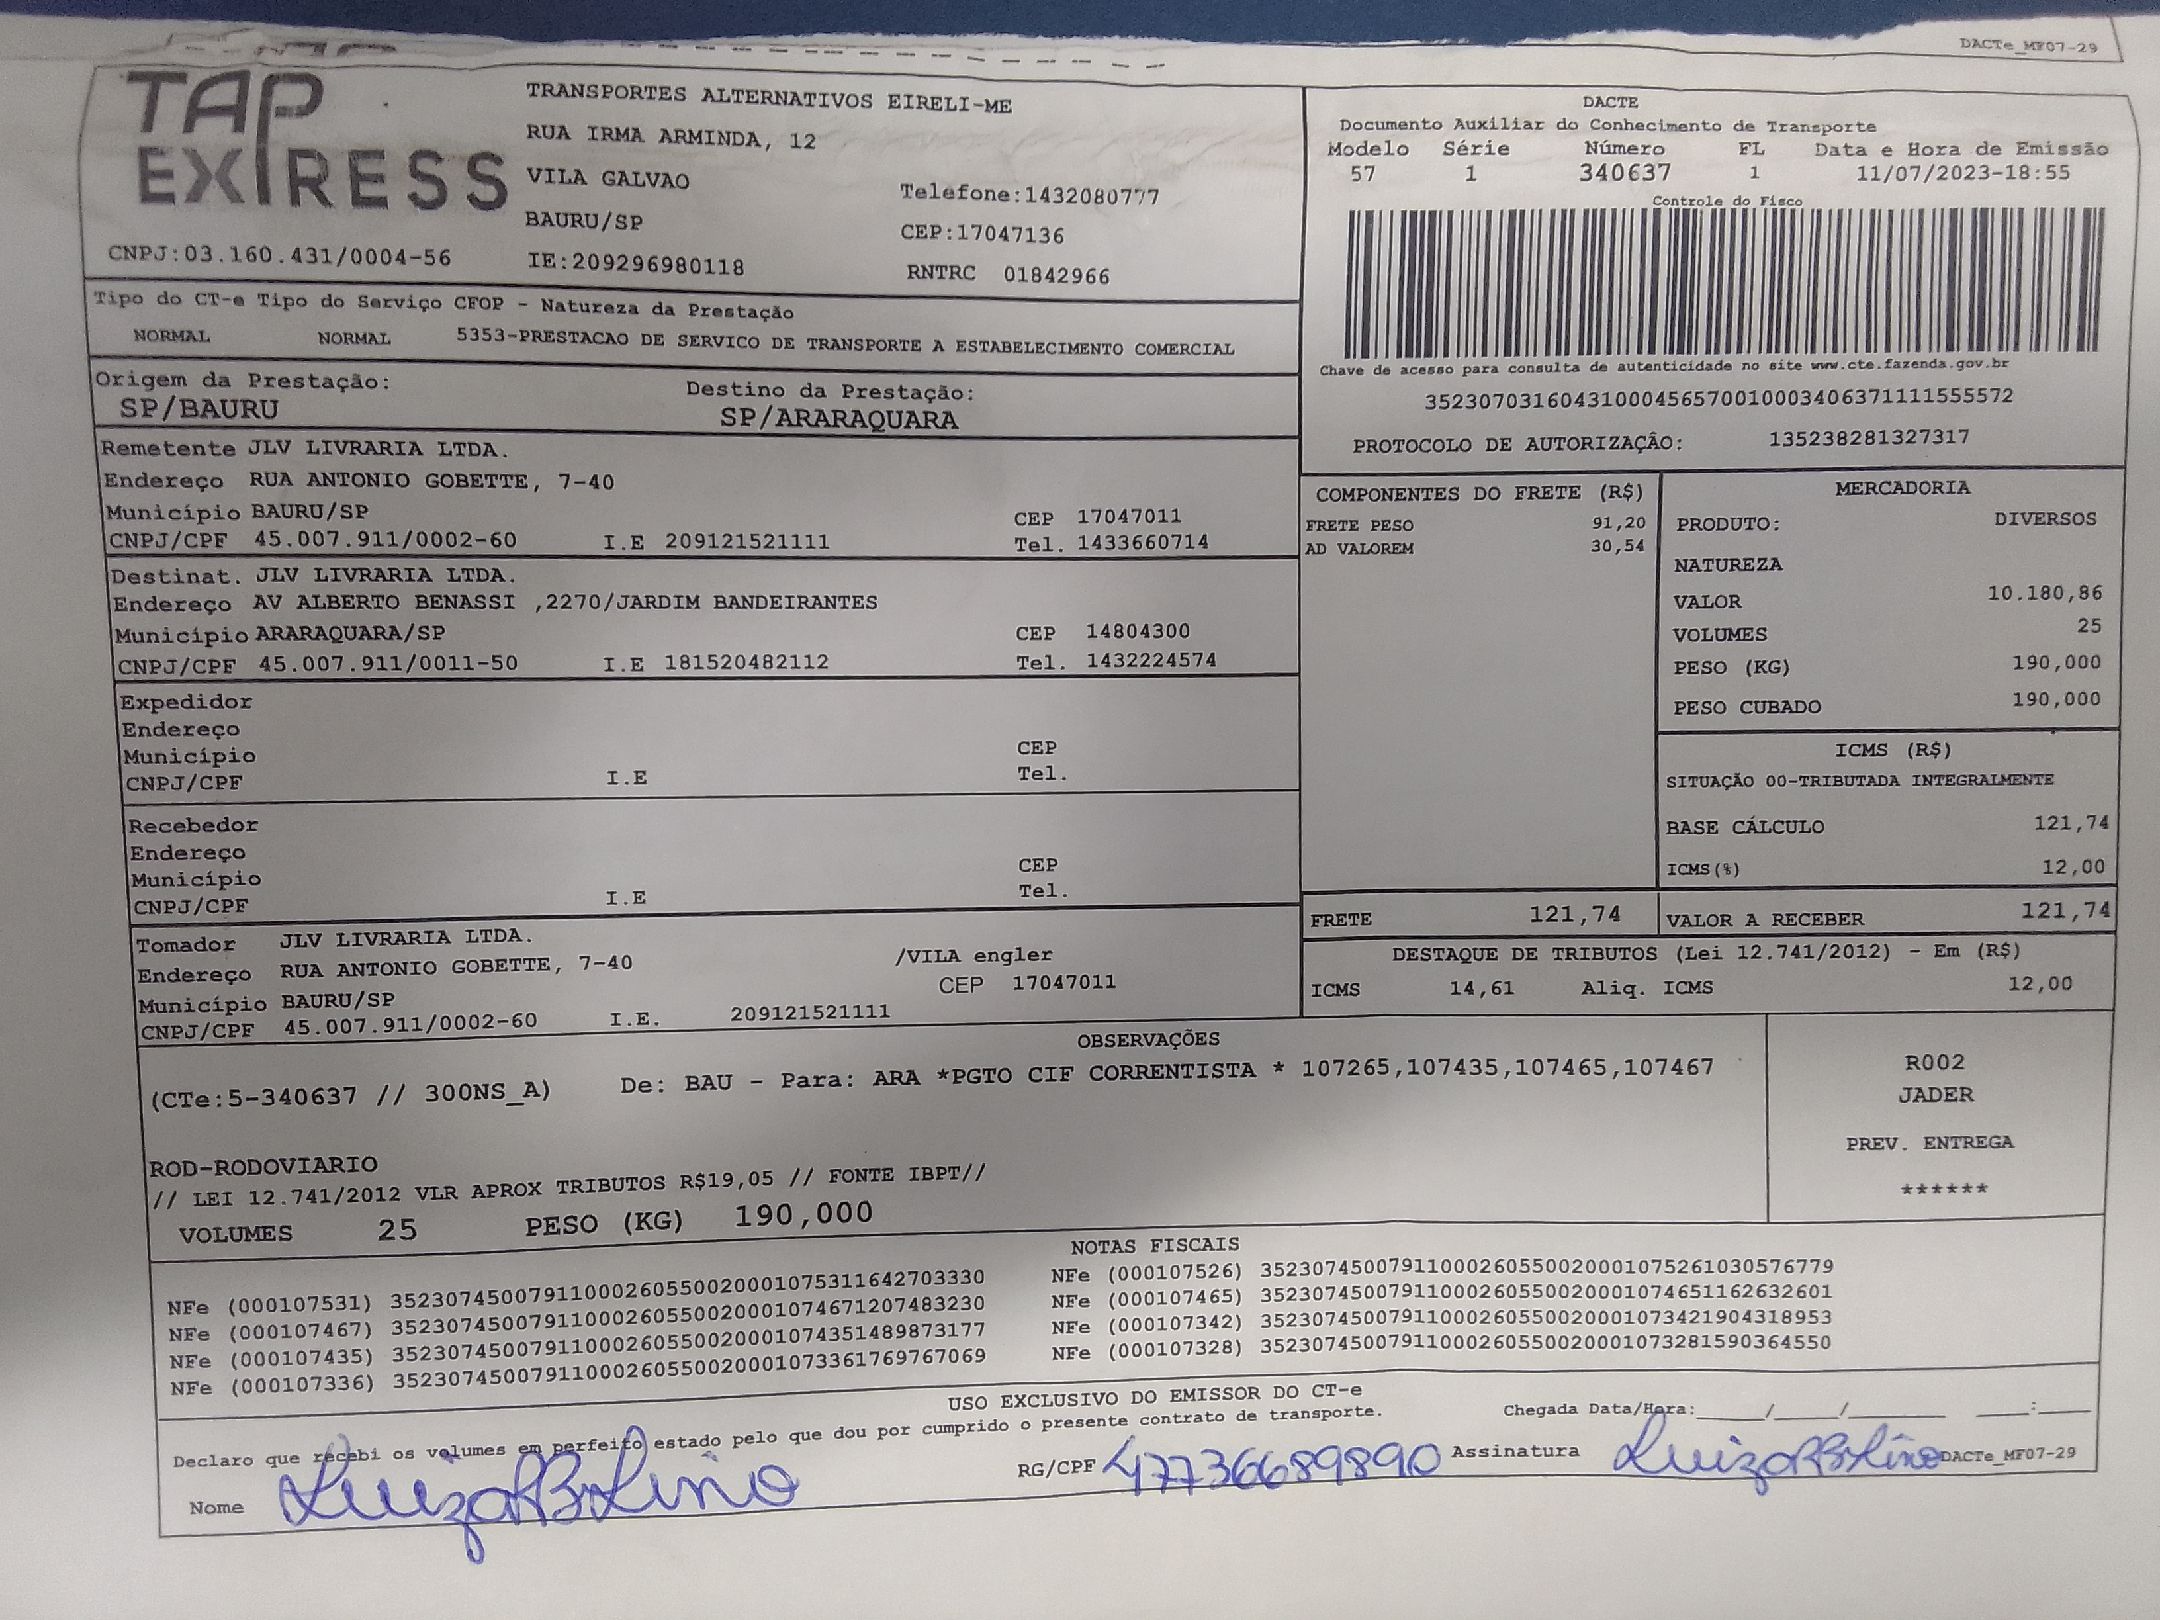 DACTe_MF07-29
TAP EXPRESS
TRANSPORTES ALTERNATIVOS EIRELI-ME
RUA IRMA ARMINDA, 12
VILA GALVAO
Telefone:1432080777
BAURU/SP
CEP:17047136
CNPJ:03.160.431/0004-56
IE:209296980118
RNTRC 01842966
DACTE
Documento Auxiliar do Conhecimento de Transporte
Modelo Série Número FL Data e Hora de Emissão
57 1 340637 1 11/07/2023-18:55
Controle do Fisco
Chave de acesso para consulta de autenticidade no site www.cte.fazenda.gov.br
35230703160431000456570010003406371111555572
PROTOCOLO DE AUTORIZAÇÂO: 135238281327317
Tipo do CT-e Tipo do Serviço CFOP - Natureza da Prestação
NORMAL NORMAL 5353-PRESTACAO DE SERVICO DE TRANSPORTE A ESTABELECIMENTO COMERCIAL
Origem da Prestação: Destino da Prestação:
SP/BAURU SP/ARARAQUARA
Remetente JLV LIVRARIA LTDA.
Endereço RUA ANTONIO GOBETTE, 7-40
Município BAURU/SP CEP 17047011
CNPJ/CPF 45.007.911/0002-60 I.E 209121521111 Tel. 1433660714
Destinat. JLV LIVRARIA LTDA.
Endereço AV ALBERTO BENASSI ,2270/JARDIM BANDEIRANTES
Município ARARAQUARA/SP CEP 14804300
CNPJ/CPF 45.007.911/0011-50 I.E 181520482112 Tel. 1432224574
Expedidor
Endereço
Município CEP
CNPJ/CPF I.E Tel.
Recebedor
Endereço
Município CEP
CNPJ/CPF I.E Tel.
Tomador JLV LIVRARIA LTDA.
Endereço RUA ANTONIO GOBETTE, 7-40 /VILA engler
Município BAURU/SP CEP 17047011
CNPJ/CPF 45.007.911/0002-60 I.E. 209121521111
COMPONENTES DO FRETE (R$)
FRETE PESO 91,20
AD VALOREM 30,54
MERCADORIA
PRODUTO: DIVERSOS
NATUREZA
VALOR 10.180,86
VOLUMES 25
PESO (KG) 190,000
PESO CUBADO 190,000
ICMS (R$)
SITUAÇÃO 00-TRIBUTADA INTEGRALMENTE
BASE CÁLCULO 121,74
ICMS(%) 12,00
FRETE 121,74 VALOR A RECEBER 121,74
DESTAQUE DE TRIBUTOS (Lei 12.741/2012) - Em (R$)
ICMS 14,61 Aliq. ICMS 12,00
OBSERVAÇÕES
(CTe:5-340637 // 300NS_A) De: BAU - Para: ARA *PGTO CIF CORRENTISTA * 107265,107435,107465,107467
ROD-RODOVIARIO
// LEI 12.741/2012 VLR APROX TRIBUTOS R$19,05 // FONTE IBPT//
VOLUMES 25 PESO (KG) 190,000
R002
JADER
PREV. ENTREGA
******
NOTAS FISCAIS
NFe (000107531) 35230745007911000260550020001075311642703330 NFe (000107526) 35230745007911000260550020001075261030576779
NFe (000107467) 35230745007911000260550020001074671207483230 NFe (000107465) 35230745007911000260550020001074651162632601
NFe (000107435) 35230745007911000260550020001074351489873177 NFe (000107342) 35230745007911000260550020001073421904318953
NFe (000107336) 35230745007911000260550020001073361769767069 NFe (000107328) 35230745007911000260550020001073281590364550
USO EXCLUSIVO DO EMISSOR DO CT-e
Declaro que recebi os volumes em perfeito estado pelo que dou por cumprido o presente contrato de transporte. Chegada Data/Hora:____/____/______ ___:____
Nome RG/CPF 47736689890 Assinatura DACTe_MF07-29